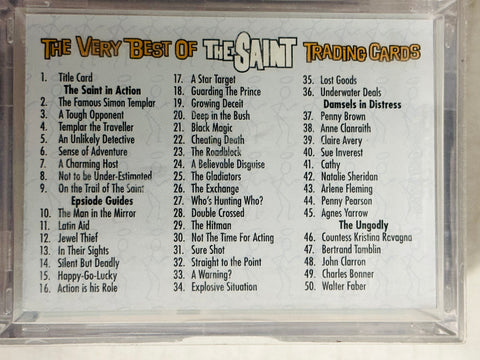 THE VERY BEST OF THE SAINT TRADING CARDS
1. Title Card
The Saint in Action
2. The Famous Simon Templar
3. A Tough Opponent
4. Templar the Traveller
5. An Unlikely Detective
6. Sense of Adventure
7. A Charming Host
8. Not to be Under-Estimated
9. On the Trail of The Saint
Epsiode Guides
10. The Man in the Mirror
11. Latin Aid
12. Jewel Thief
13. In Their Sights
14. Silent But Deadly
15. Happy-Go-Lucky
16. Action is his Role
17. A Star Target
18. Guarding The Prince
19. Growing Deceit
20. Deep in the Bush
21. Black Magic
22. Cheating Death
23. The Roadblock
24. A Believable Disguise
25. The Gladiators
26. The Exchange
27. Who's Hunting Who?
28. Double Crossed
29. The Hitman
30. Not The Time For Acting
31. Sure Shot
32. Straight to the Point
33. A Warning?
34. Explosive Situation
35. Lost Goods
36. Underwater Deals
Damsels in Distress
37. Penny Brown
38. Anne Clanraith
39. Claire Avery
40. Sue Inverest
41. Cathy
42. Natalie Sheridan
43. Arlene Fleming
44. Penny Pearson
45. Agnes Yarrow
The Ungodly
46. Countess Kristina Ravagna
47. Bertrand Tamblin
48. John Clarron
49. Charles Bonner
50. Walter Faber